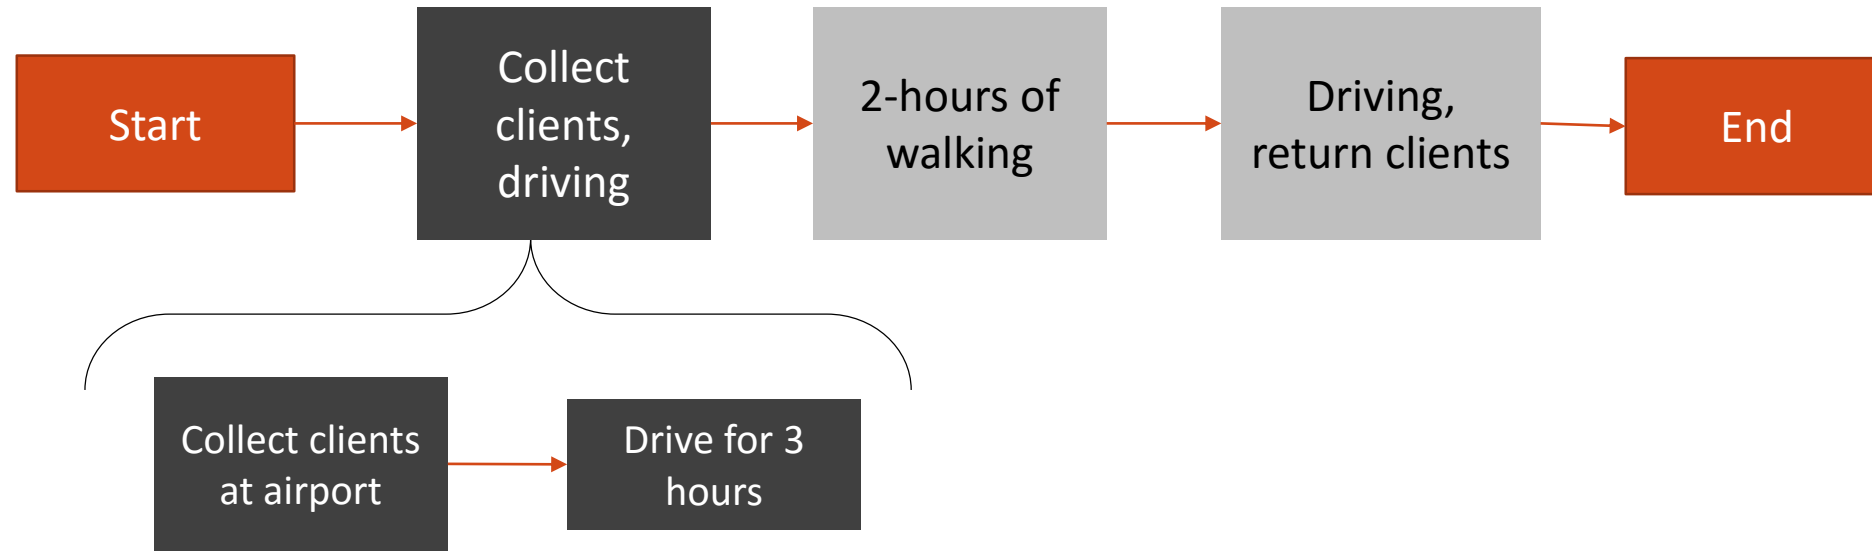 Start
Collect
clients,
driving
2-hours of
walking
Driving,
return clients
End
Collect clients
at airport
Drive for 3
hours